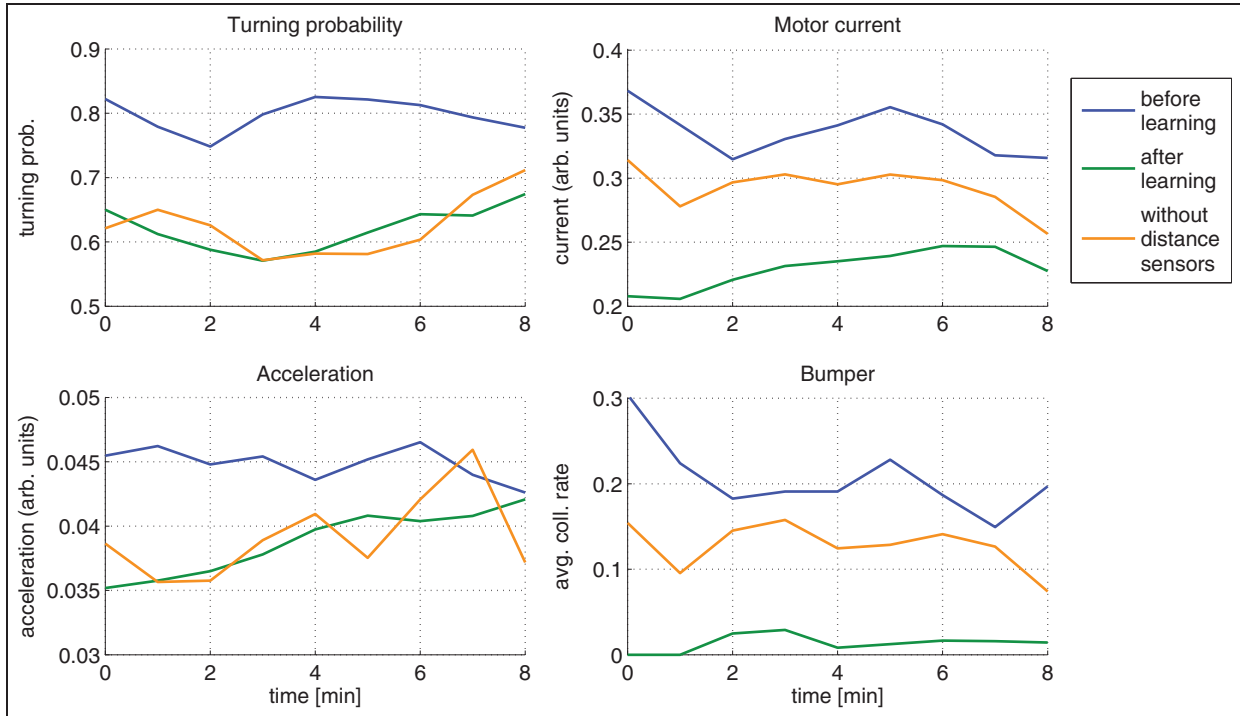 Turning probability
turning prob.
0.9
0.8
0.7
0.6
0.5
0 2 4 6 8
Motor current
current (arb. units)
0.4
0.35
0.3
0.25
0.2
0 2 4 6 8
before
learning
after
learning
without
distance
sensors
Acceleration
acceleration (arb. units)
0.05
0.045
0.04
0.035
0.03
0 2 4 6 8
time [min]
Bumper
avg. coll. rate
0.3
0.2
0.1
0
0 2 4 6 8
time [min]